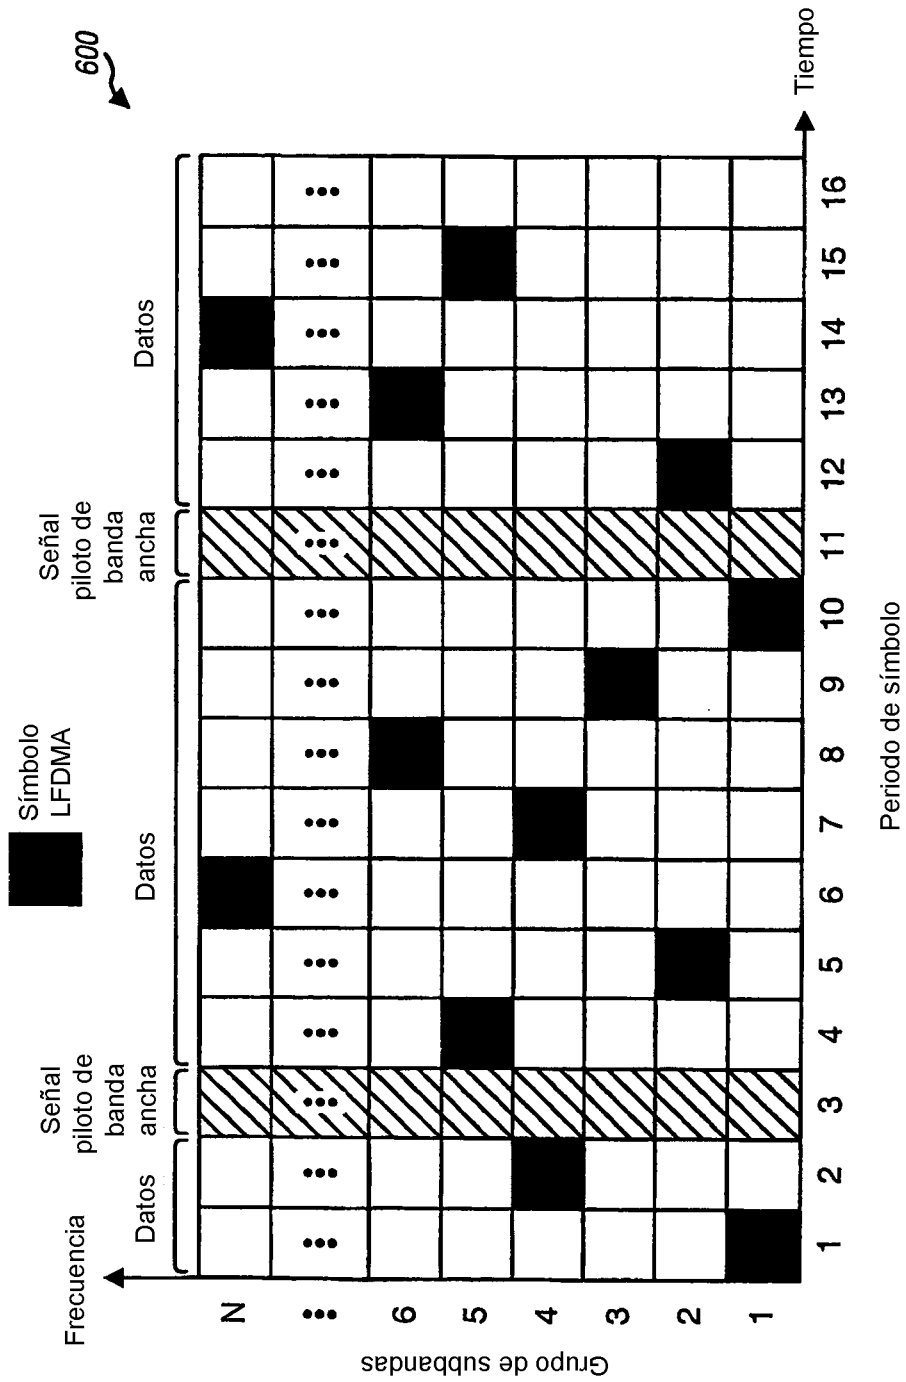 600
Símbolo
LFDMA
Frecuencia
Datos
Señal
piloto de
banda
ancha
Datos
Señal
piloto de
banda
ancha
Datos
Grupo de subbandas
N
•••
6
5
4
3
2
1
••• ••• ••• ••• ••• ••• ••• ••• ••• ••• ••• ••• ••• ••• ••• •••
1 2 3 4 5 6 7 8 9 10 11 12 13 14 15 16
Tiempo
Periodo de símbolo